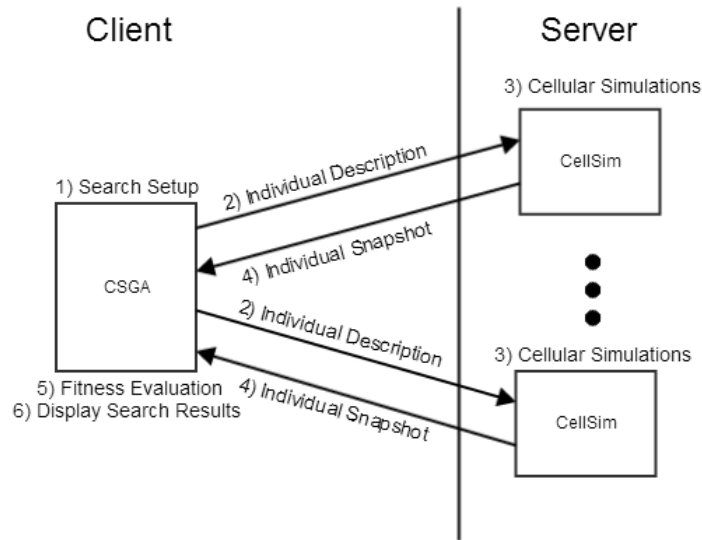 Client
Server
3) Cellular Simulations
CellSim
2) Individual Description
1) Search Setup
4) Individual Snapshot
CSGA
2) Individual Description
3) Cellular Simulations
5) Fitness Evaluation
6) Display Search Results
4) Individual Snapshot
CellSim